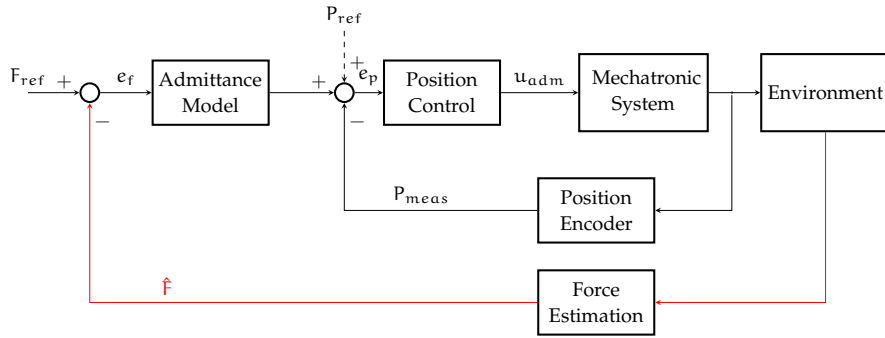 P_ref
+
F_ref
+
e_f
Admittance
Model
+
e_p
Position
Control
u_adm
Mechatronic
System
Environment
−
−
P_meas
Position
Encoder
F̂
Force
Estimation